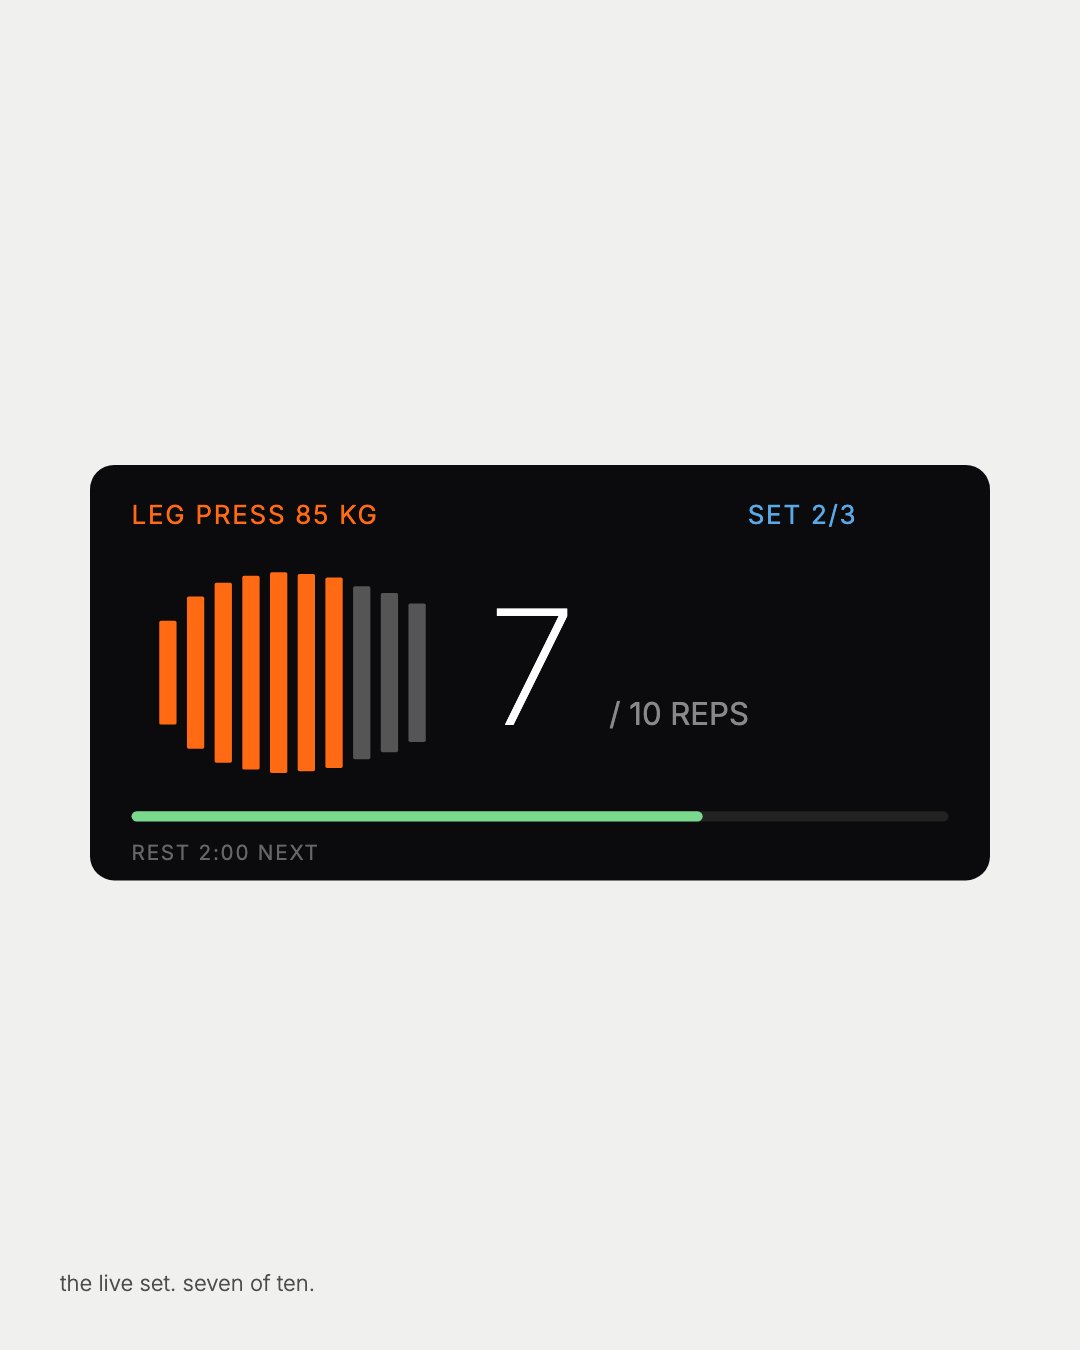 LEG PRESS 85 KG
SET 2/3
7 / 10 REPS
REST 2:00 NEXT
the live set. seven of ten.